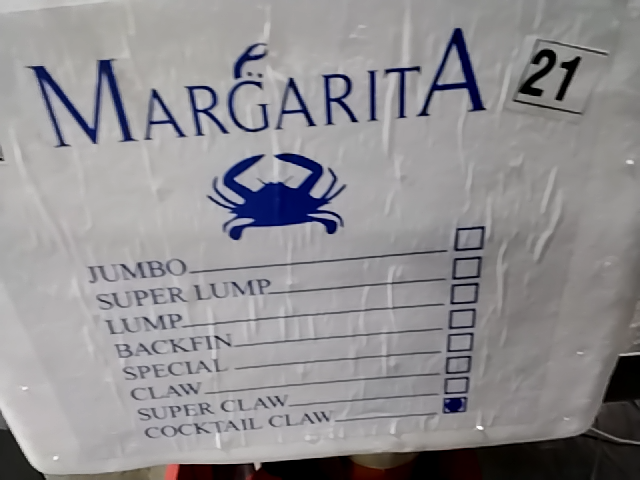 MARGARITA
21
JUMBO
SUPER LUMP
LUMP
BACKFIN
SPECIAL
CLAW
SUPER CLAW
COCKTAIL CLAW